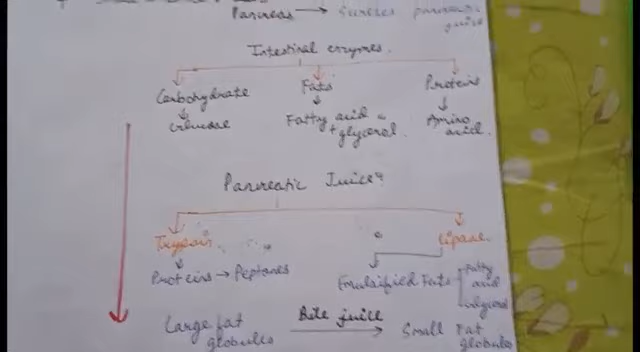 Pancreas → Secretes pancreatic juice
Intestinal enzymes.
Carbohydrate
Fats
Proteins
Glucose
Fatty acid
+ glycerol.
Amino
acid.
Pancreatic Juice
Trypsin
Lipase
Proteins → Peptones
Emulsified Fats
Fatty
acid
Glycerol
Large fat
globules
Bile juice
Small Fat
globules